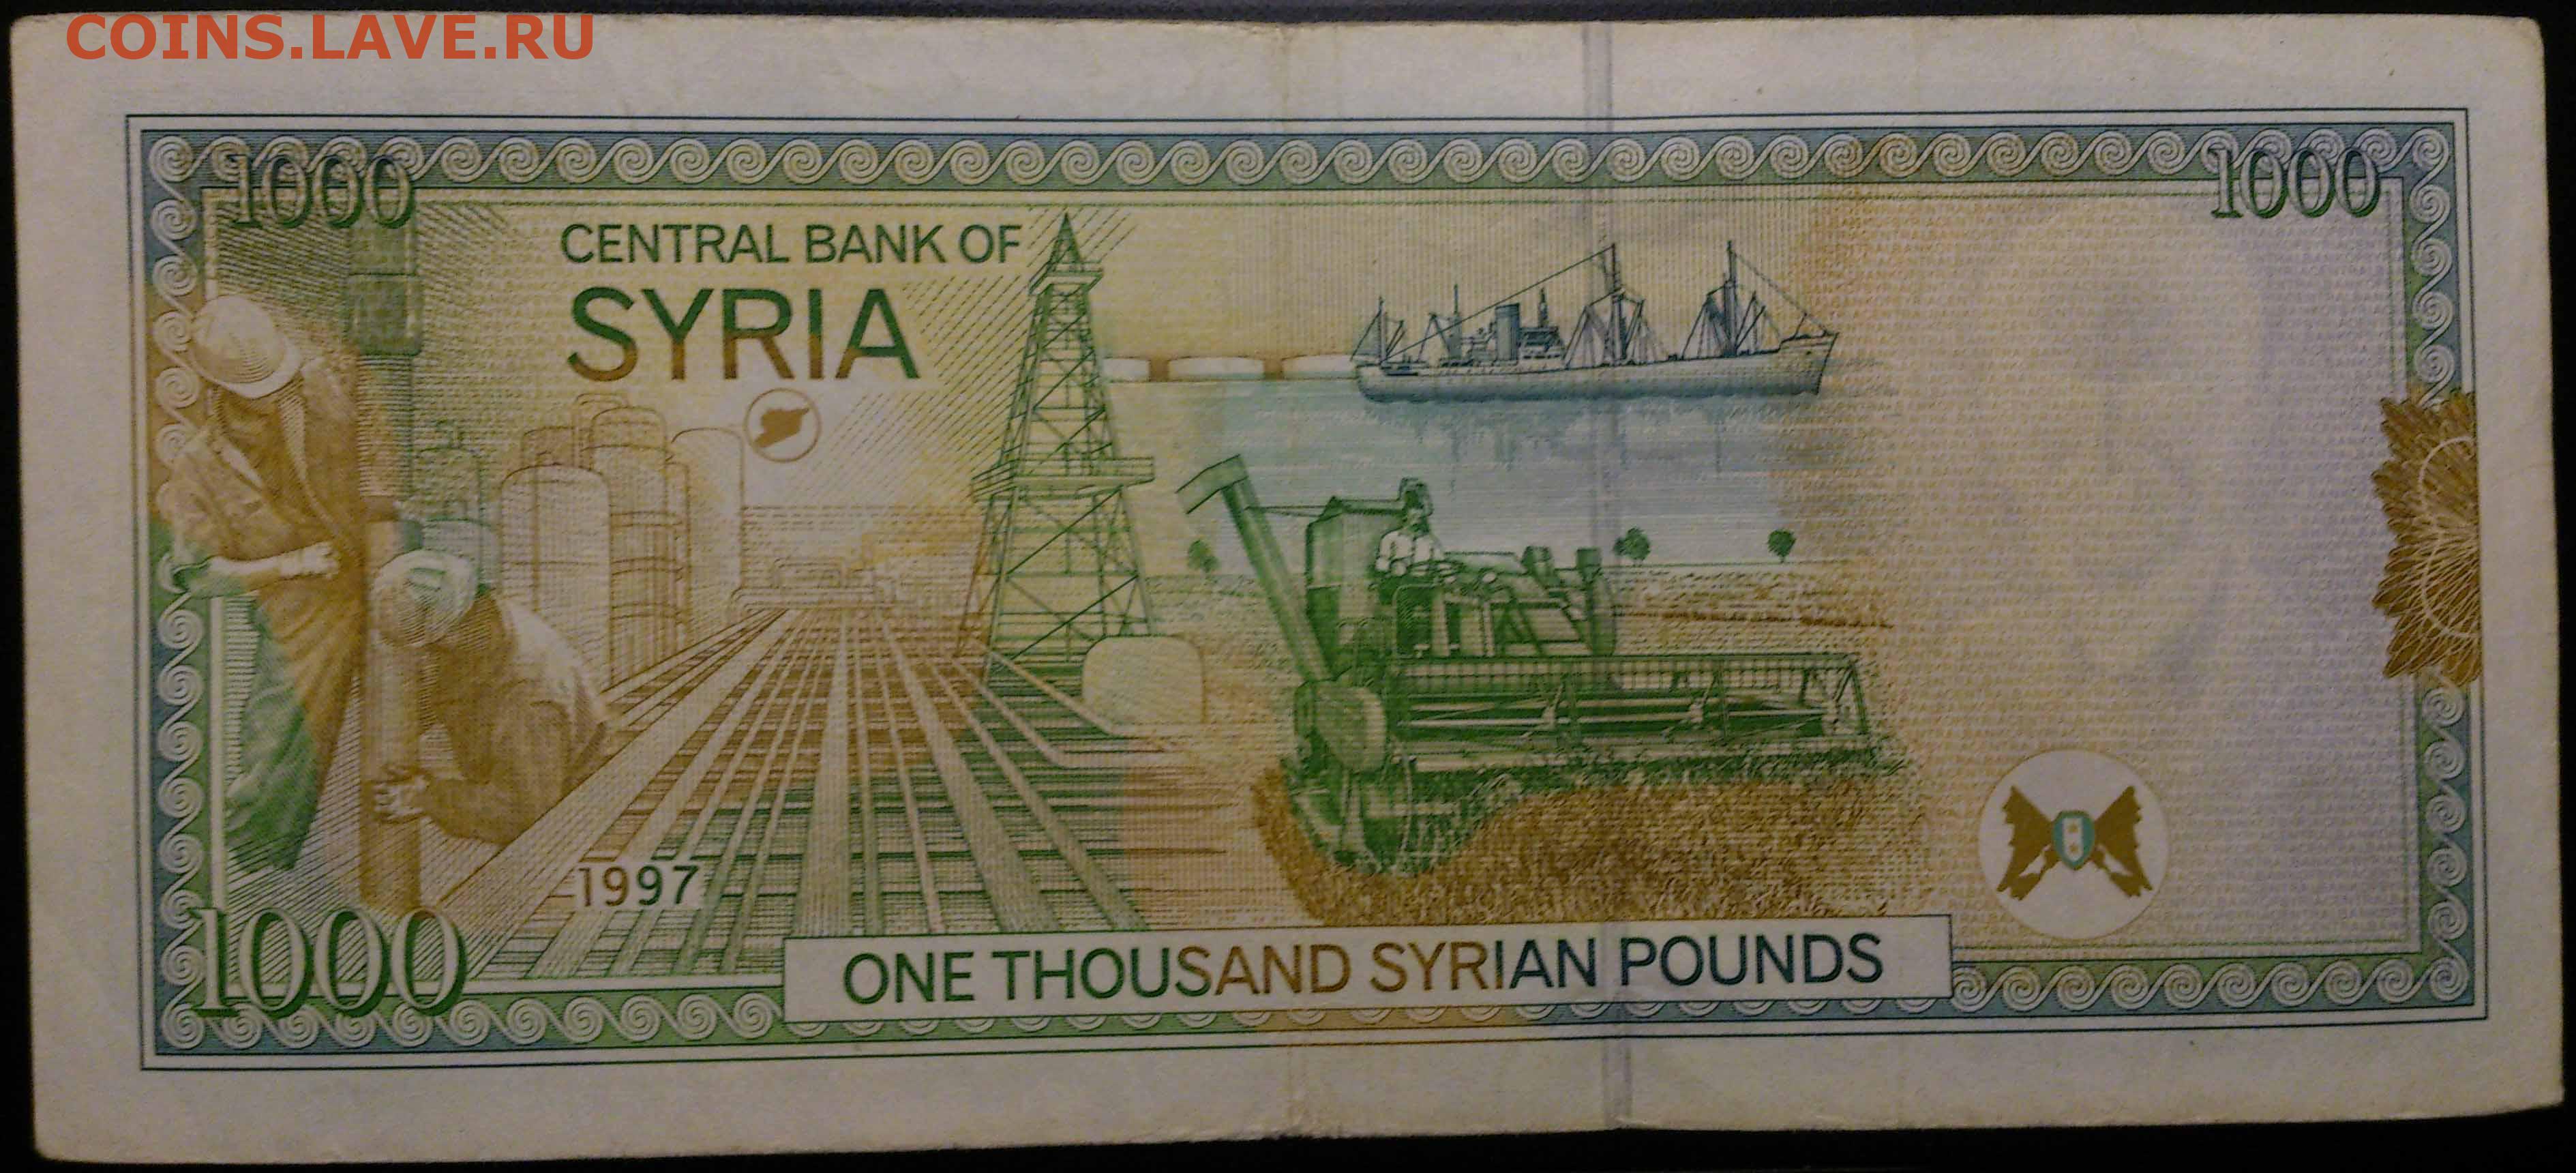 COINS.LAVE.RU
1000
1000
CENTRAL BANK OF
SYRIA
1997
1000
ONE THOUSAND SYRIAN POUNDS